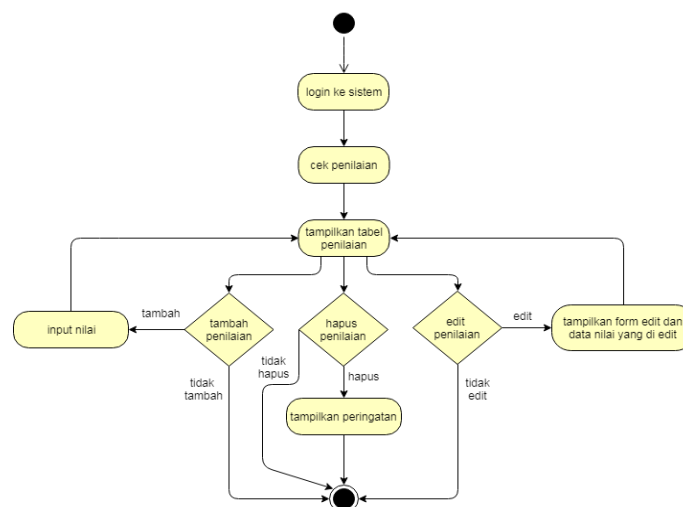 login ke sistem
cek penilaian
tampilkan tabel
penilaian
input nilai
tambah
tambah
penilaian
hapus
penilaian
edit
penilaian
edit
tampilkan form edit dan
data nilai yang di edit
tidak
tambah
tidak
hapus
hapus
tidak
edit
tampilkan peringatan